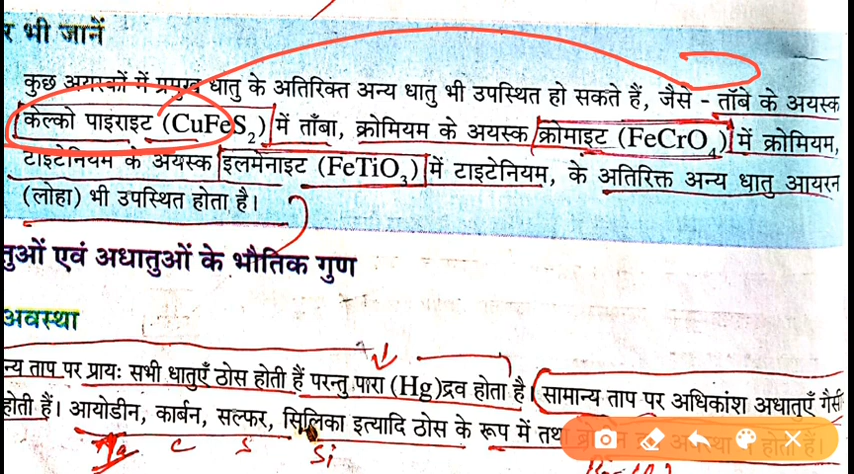 र भी जानें
कुछ अयस्कों में प्रमुख धातु के अतिरिक्त अन्य धातु भी उपस्थित हो सकते हैं, जैसे - ताँबे के अयस्क
केल्को पाइराइट (CuFeS₂) में ताँबा, क्रोमियम के अयस्क क्रोमाइट (FeCrO₄) में क्रोमियम,
टाइटेनियम के अयस्क इलमेनाइट (FeTiO₃) में टाइटेनियम, के अतिरिक्त अन्य धातु आयरन
(लोहा) भी उपस्थित होता है।
तुओं एवं अधातुओं के भौतिक गुण
अवस्था
न्य ताप पर प्रायः सभी धातुएँ ठोस होती हैं परन्तु पारा (Hg) द्रव होता है। सामान्य ताप पर अधिकांश अधातुएँ गैसी
होती हैं। आयोडीन, कार्बन, सल्फर, सिलिका इत्यादि ठोस के रूप में तथ
C S Si